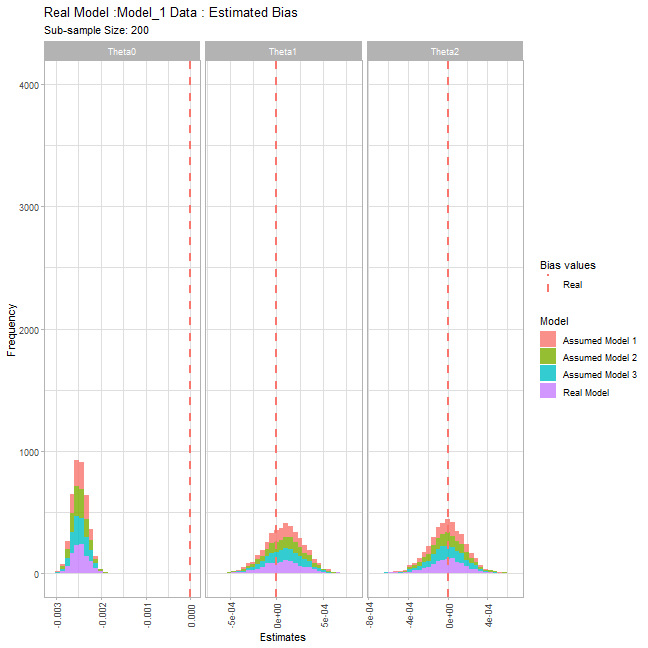 Real Model :Model_1 Data : Estimated Bias
Sub-sample Size: 200
Theta0 Theta1 Theta2
4000
3000
2000
1000
0
Frequency
-0.003 -0.002 -0.001 0.000 -5e-04 0e+00 5e-04 -8e-04 -4e-04 0e+00 4e-04
Estimates
Bias values
Real
Model
Assumed Model 1
Assumed Model 2
Assumed Model 3
Real Model